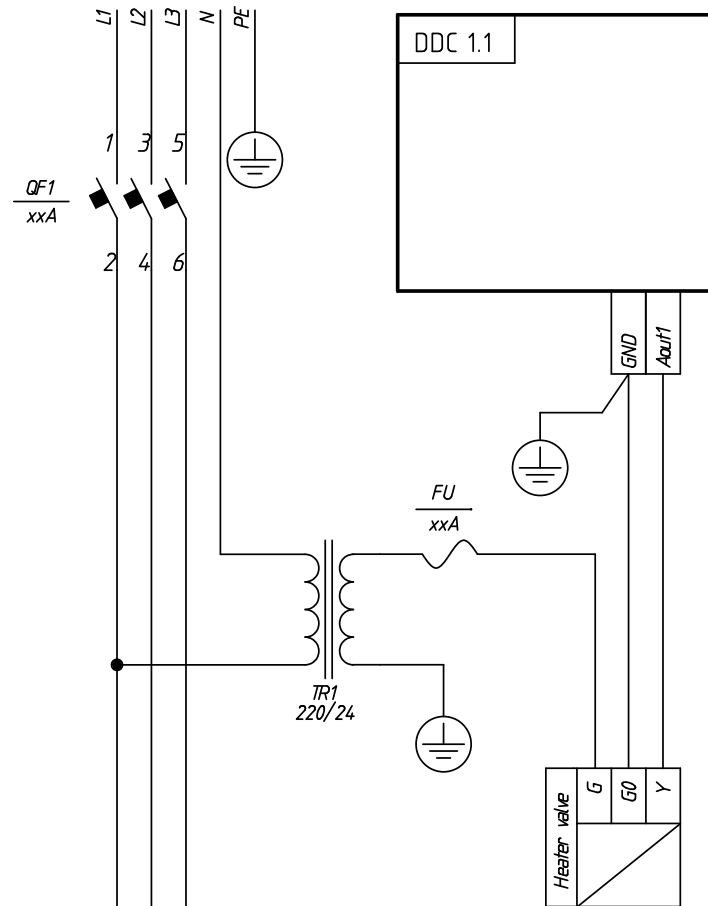 L1
L2
L3
N
PE
DDC 1.1
1
3
5
QF1
xxA
2
4
6
GND
Aout1
FU
xxA
TR1
220/24
Heater valve
G
G0
Y